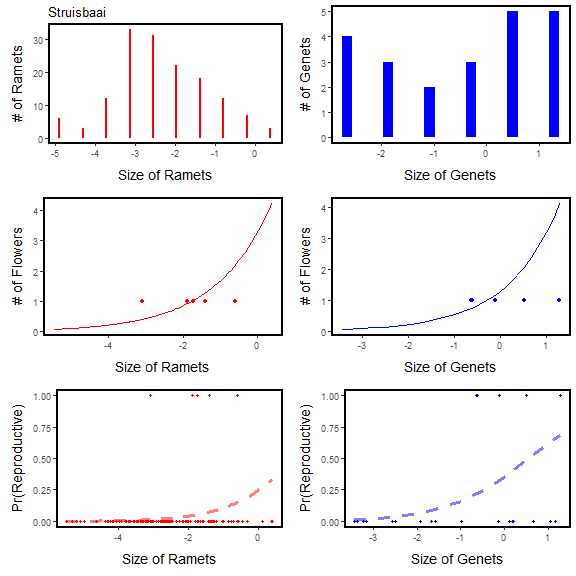 Struisbaai
# of Ramets
30
20
10
0
-5 -4 -3 -2 -1 0
Size of Ramets
# of Genets
5
4
3
2
1
0
-2 -1 0 1
Size of Genets
# of Flowers
4
3
2
1
0
-4 -2 0
Size of Ramets
# of Flowers
4
3
2
1
0
-3 -2 -1 0 1
Size of Genets
Pr(Reproductive)
1.00
0.75
0.50
0.25
0.00
-4 -2 0
Size of Ramets
Pr(Reproductive)
1.00
0.75
0.50
0.25
0.00
-3 -2 -1 0 1
Size of Genets